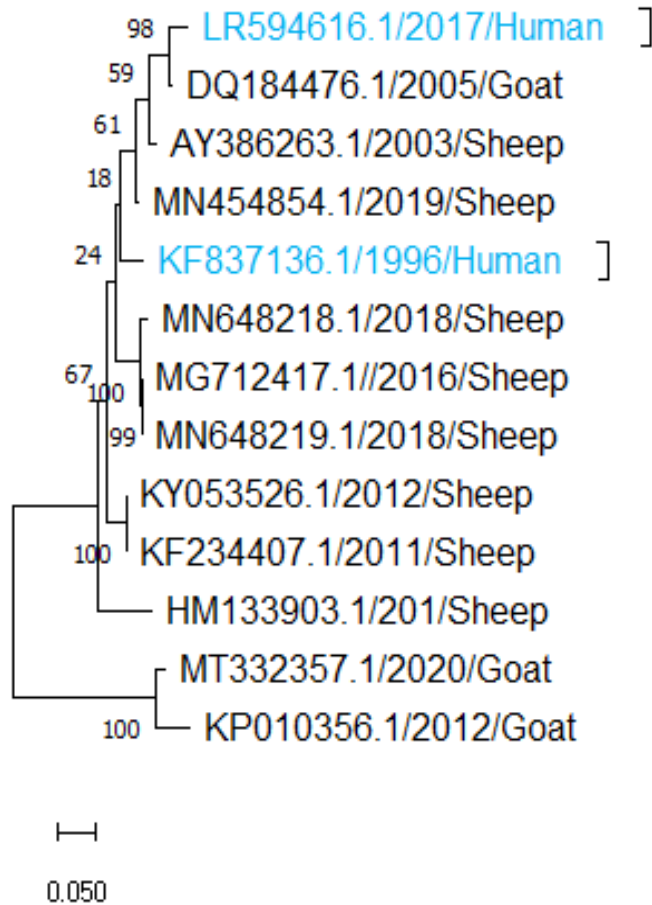 98
LR594616.1/2017/Human ]
59
DQ184476.1/2005/Goat
61
AY386263.1/2003/Sheep
18
MN454854.1/2019/Sheep
24
KF837136.1/1996/Human ]
MN648218.1/2018/Sheep
67
100
MG712417.1//2016/Sheep
99
MN648219.1/2018/Sheep
KY053526.1/2012/Sheep
100
KF234407.1/2011/Sheep
HM133903.1/201/Sheep
MT332357.1/2020/Goat
100
KP010356.1/2012/Goat
0.050